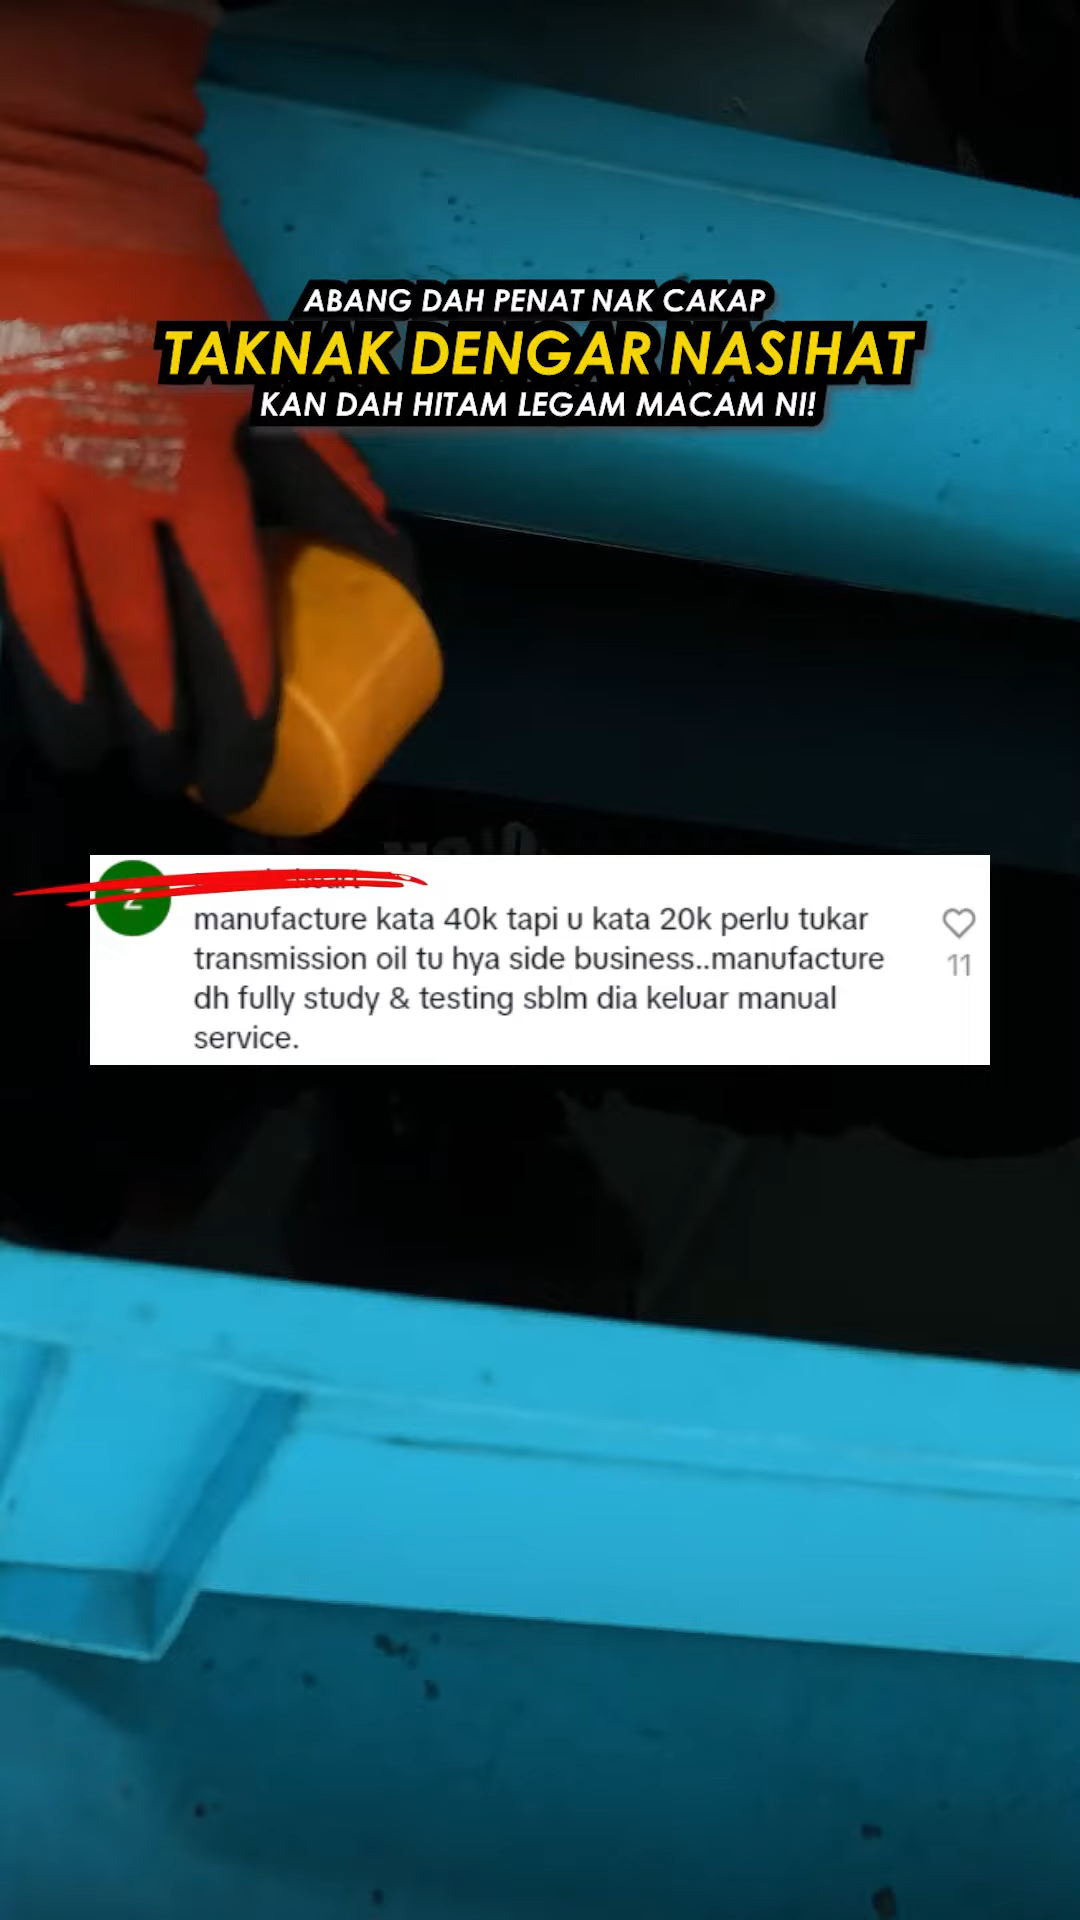 ABANG DAH PENAT NAK CAKAP
TAKNAK DENGAR NASIHAT
KAN DAH HITAM LEGAM MACAM NI!
Z
manufacture kata 40k tapi u kata 20k perlu tukar
transmission oil tu hya side business..manufacture
dh fully study & testing sblm dia keluar manual
service.
11